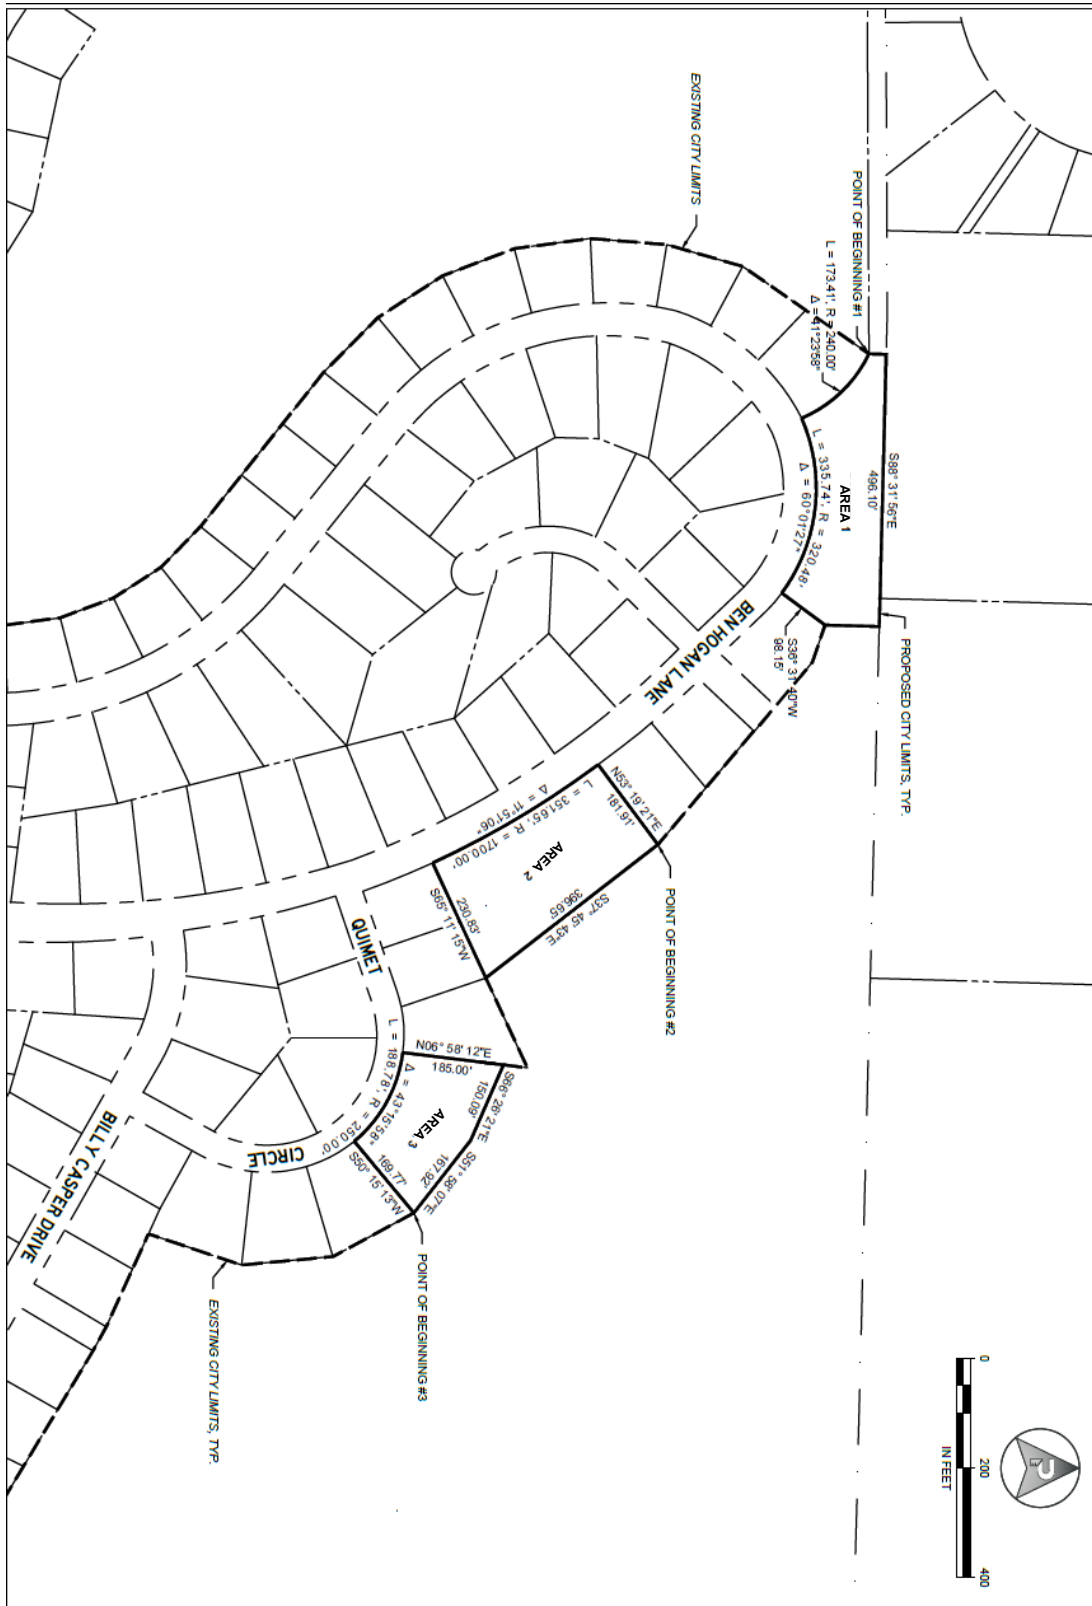 EXISTING CITY LIMITS
POINT OF BEGINNING #1
L = 173.41', R = 240.00'
Δ = 41°23'58"
S88° 31' 56"E
496.10'
AREA 1
L = 335.74', R = 320.48'
Δ = 60°01'27"
S36° 31' 40"W
98.15'
PROPOSED CITY LIMITS, TYP.
BEN HOGAN LANE
N53° 19' 21"E
181.91'
L = 351.65', R = 1700.00'
Δ = 11°51'06"
AREA 2
S37° 45' 43"E
396.65'
POINT OF BEGINNING #2
230.83'
S65° 11' 15"W
QUIMET
CIRCLE
N06° 58' 12"E
185.00'
L = 188.78', R = 250.00'
Δ = 43°15'58"
AREA 3
S66° 26' 21"E
150.09'
S51° 58' 07"E
167.92'
169.77'
S50° 15' 13"W
POINT OF BEGINNING #3
BILLY CASPER DRIVE
EXISTING CITY LIMITS, TYP.
0
200
400
IN FEET